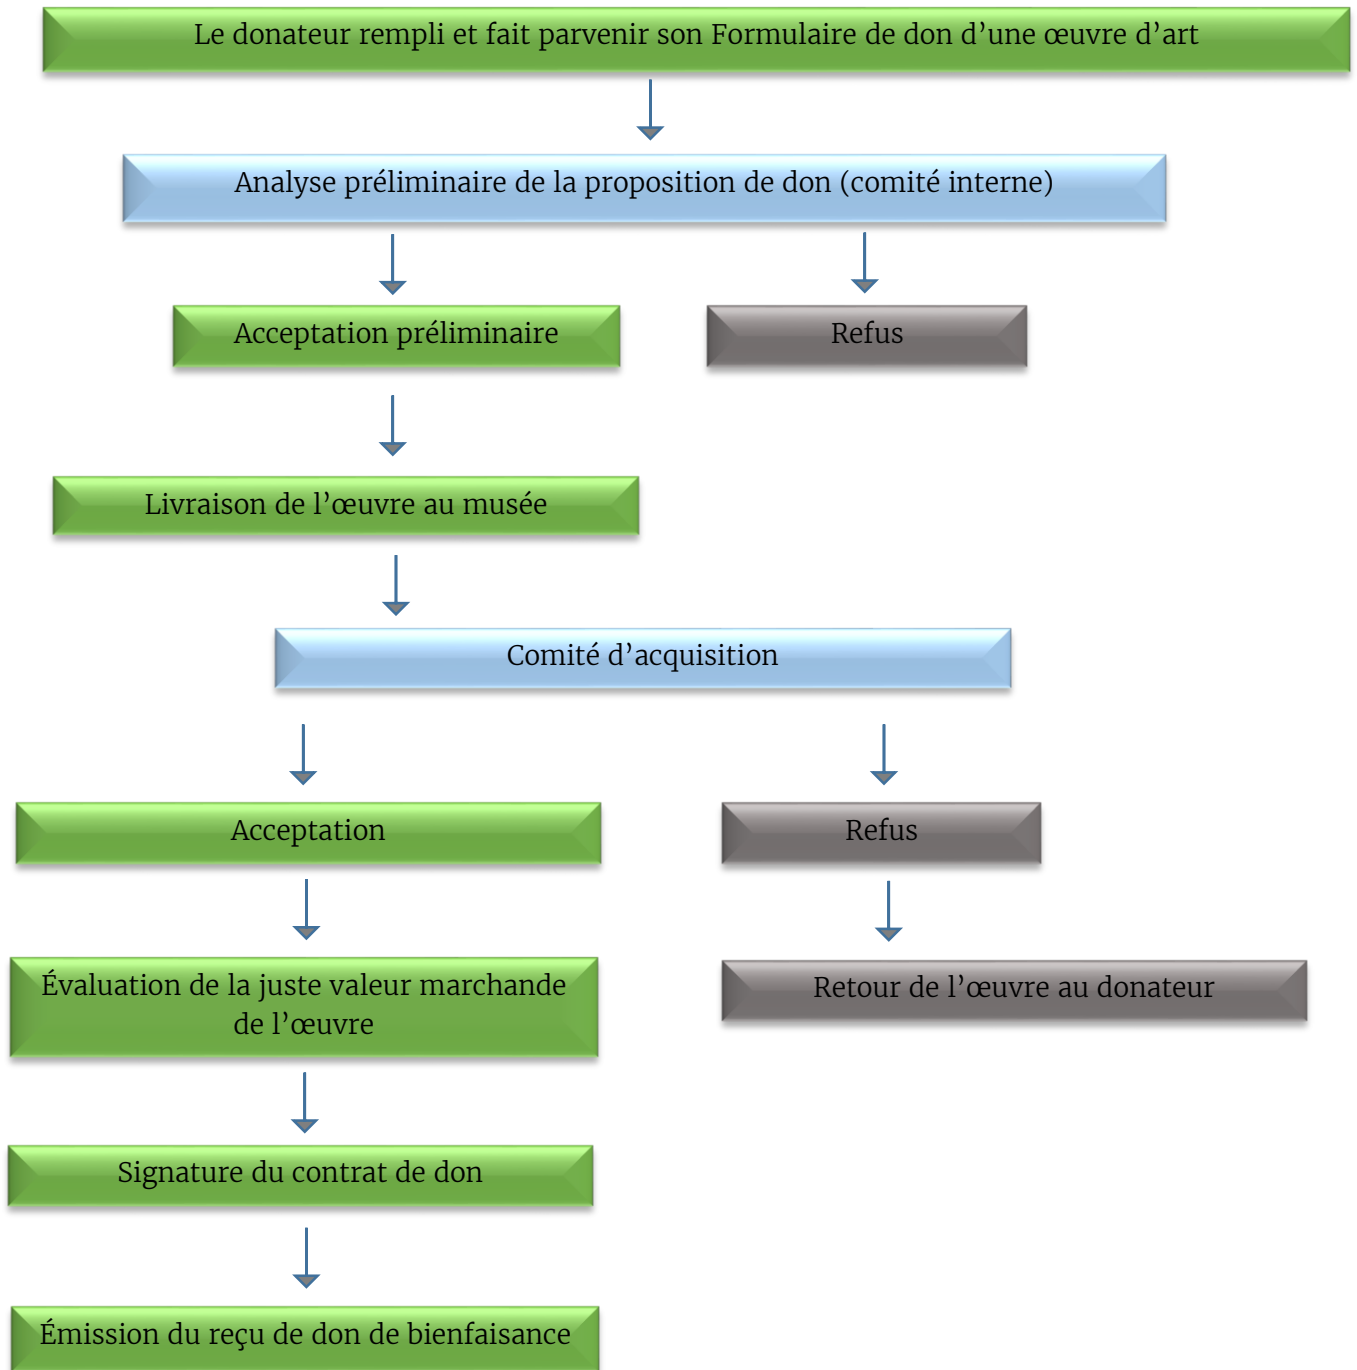 Le donateur rempli et fait parvenir son Formulaire de don d’une œuvre d’art
Analyse préliminaire de la proposition de don (comité interne)
Acceptation préliminaire
Refus
Livraison de l’œuvre au musée
Comité d’acquisition
Acceptation
Refus
Évaluation de la juste valeur marchande
de l’œuvre
Retour de l’œuvre au donateur
Signature du contrat de don
Émission du reçu de don de bienfaisance